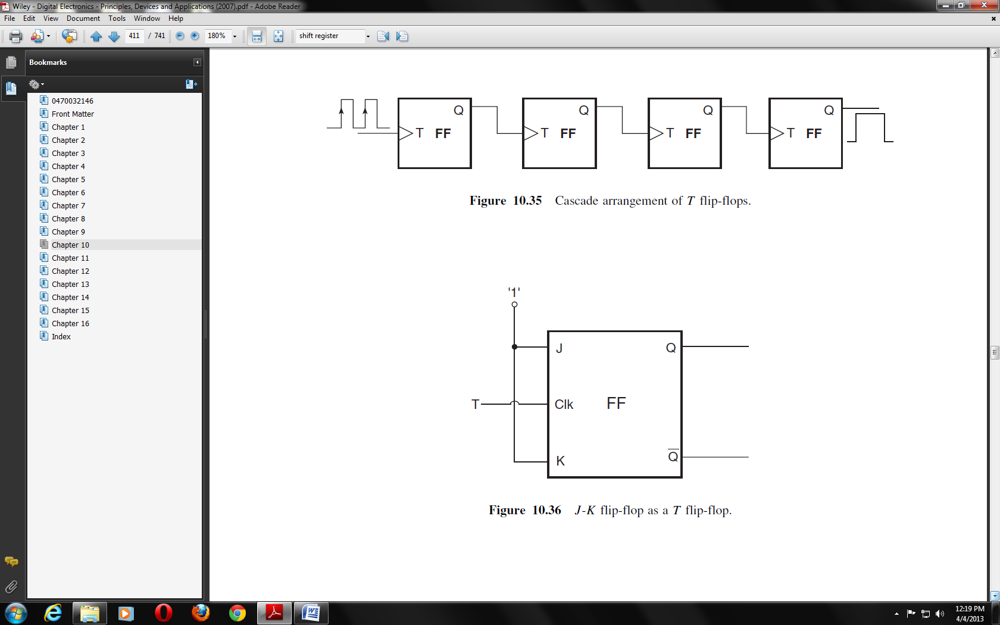 Wiley - Digital Electronics - Principles, Devices and Applications (2007).pdf - Adobe Reader
File Edit View Document Tools Window Help
411 / 741 180% shift register
Bookmarks
0470032146
Front Matter
Chapter 1
Chapter 2
Chapter 3
Chapter 4
Chapter 5
Chapter 6
Chapter 7
Chapter 8
Chapter 9
Chapter 10
Chapter 11
Chapter 12
Chapter 13
Chapter 14
Chapter 15
Chapter 16
Index
Q Q Q Q
T FF T FF T FF T FF
Figure 10.35 Cascade arrangement of T flip-flops.
'1'
J Q
T Clk FF
K Q̅
Figure 10.36 J-K flip-flop as a T flip-flop.
12:19 PM
4/4/2013